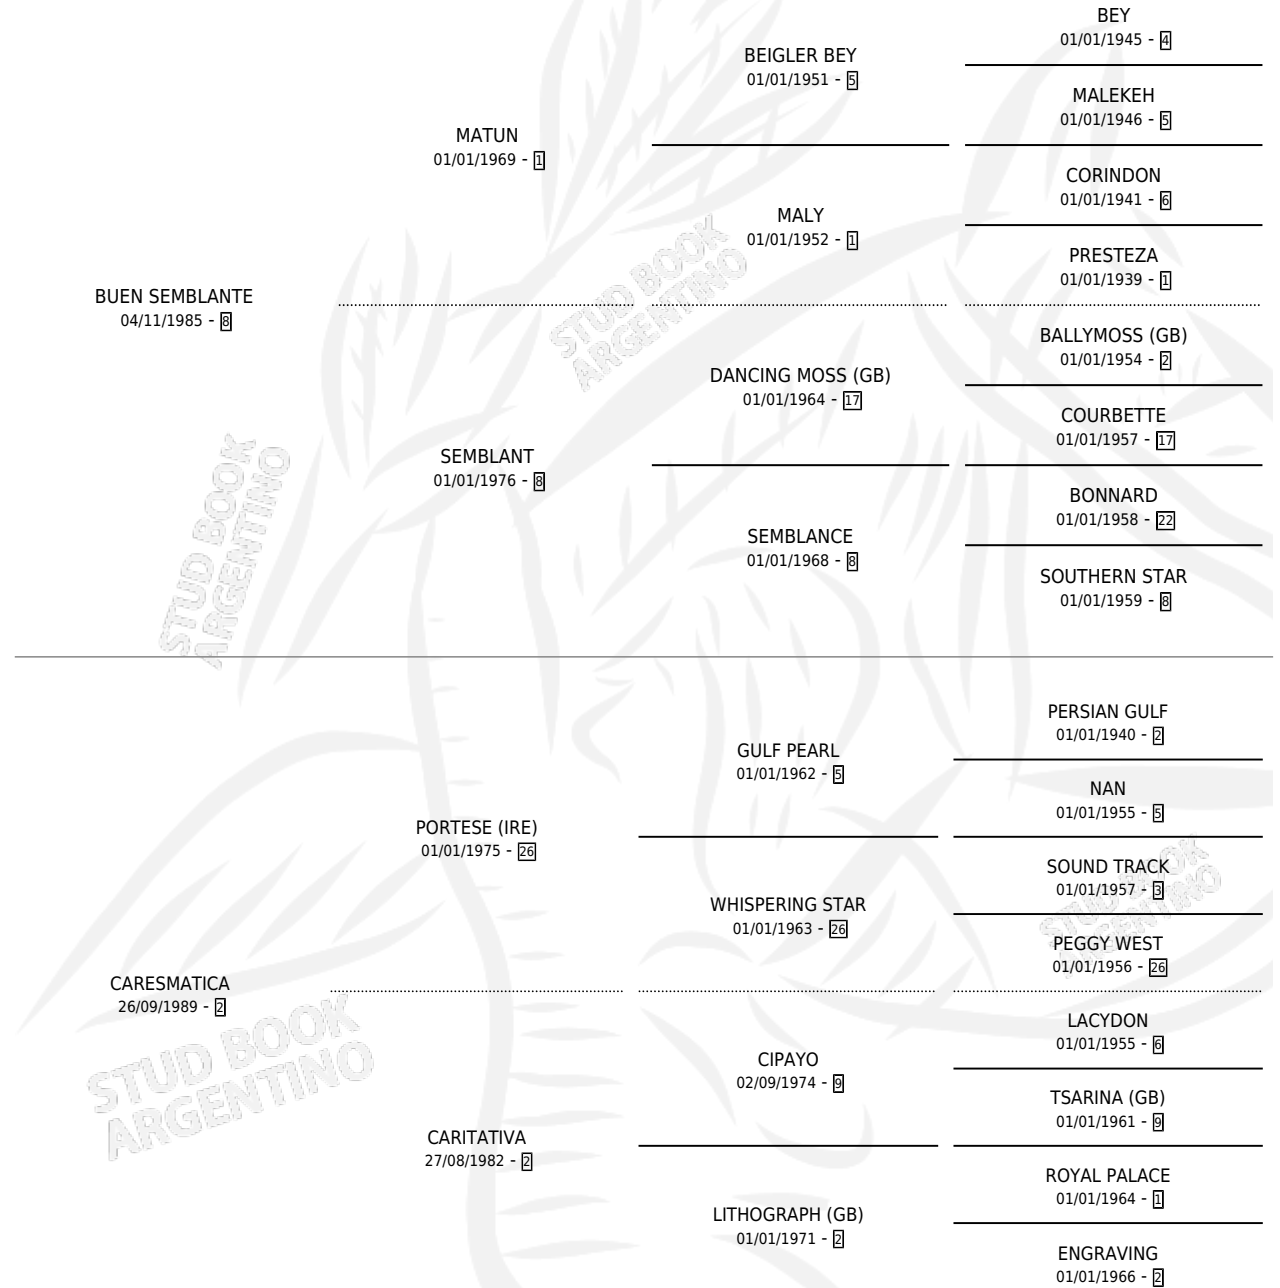 BEY
01/01/1945 - 4
BEIGLER BEY
01/01/1951 - 5
MALEKEH
01/01/1946 - 5
MATUN
01/01/1969 - 1
CORINDON
01/01/1941 - 6
MALY
01/01/1952 - 1
PRESTEZA
01/01/1939 - 1
BUEN SEMBLANTE
04/11/1985 - 8
STUD BOOK
ARGENTINO
BALLYMOSS (GB)
01/01/1954 - 2
DANCING MOSS (GB)
01/01/1964 - 17
COURBETTE
01/01/1957 - 17
SEMBLANT
01/01/1976 - 8
BONNARD
01/01/1958 - 22
SEMBLANCE
01/01/1968 - 8
SOUTHERN STAR
01/01/1959 - 8
STUD BOOK
ARGENTINO
PERSIAN GULF
01/01/1940 - 2
GULF PEARL
01/01/1962 - 5
NAN
01/01/1955 - 5
PORTESE (IRE)
01/01/1975 - 26
SOUND TRACK
01/01/1957 - 3
WHISPERING STAR
01/01/1963 - 26
STUD BOOK
ARGENTINO
PEGGY WEST
01/01/1956 - 26
CARESMATICA
26/09/1989 - 2
LACYDON
01/01/1955 - 6
CIPAYO
02/09/1974 - 9
STUD BOOK
ARGENTINO
TSARINA (GB)
01/01/1961 - 9
CARITATIVA
27/08/1982 - 2
ROYAL PALACE
01/01/1964 - 1
LITHOGRAPH (GB)
01/01/1971 - 2
ENGRAVING
01/01/1966 - 2